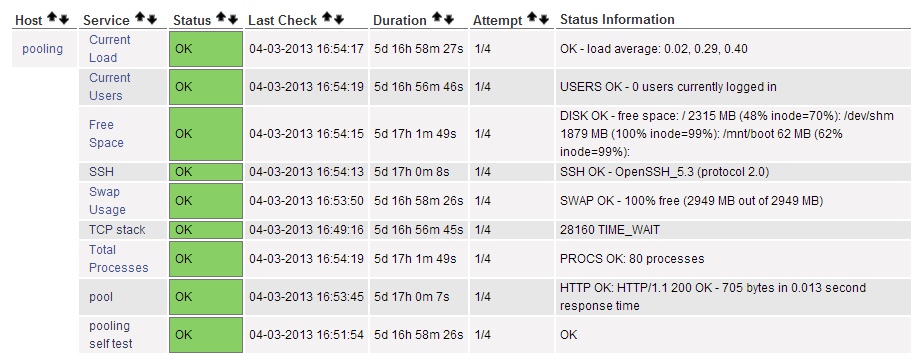 Host Service Status Last Check Duration Attempt Status Information
pooling Current Load OK 04-03-2013 16:54:17 5d 16h 58m 27s 1/4 OK - load average: 0.02, 0.29, 0.40
Current Users OK 04-03-2013 16:54:19 5d 16h 56m 46s 1/4 USERS OK - 0 users currently logged in
Free Space OK 04-03-2013 16:54:15 5d 17h 1m 49s 1/4 DISK OK - free space: / 2315 MB (48% inode=70%): /dev/shm
1879 MB (100% inode=99%): /mnt/boot 62 MB (62%
inode=99%):
SSH OK 04-03-2013 16:54:13 5d 17h 0m 8s 1/4 SSH OK - OpenSSH_5.3 (protocol 2.0)
Swap Usage OK 04-03-2013 16:53:50 5d 16h 58m 26s 1/4 SWAP OK - 100% free (2949 MB out of 2949 MB)
TCP stack OK 04-03-2013 16:49:16 5d 16h 56m 45s 1/4 28160 TIME_WAIT
Total Processes OK 04-03-2013 16:54:19 5d 17h 1m 49s 1/4 PROCS OK: 80 processes
pool OK 04-03-2013 16:53:45 5d 17h 0m 7s 1/4 HTTP OK: HTTP/1.1 200 OK - 705 bytes in 0.013 second
response time
pooling self test OK 04-03-2013 16:51:54 5d 16h 58m 26s 1/4 OK